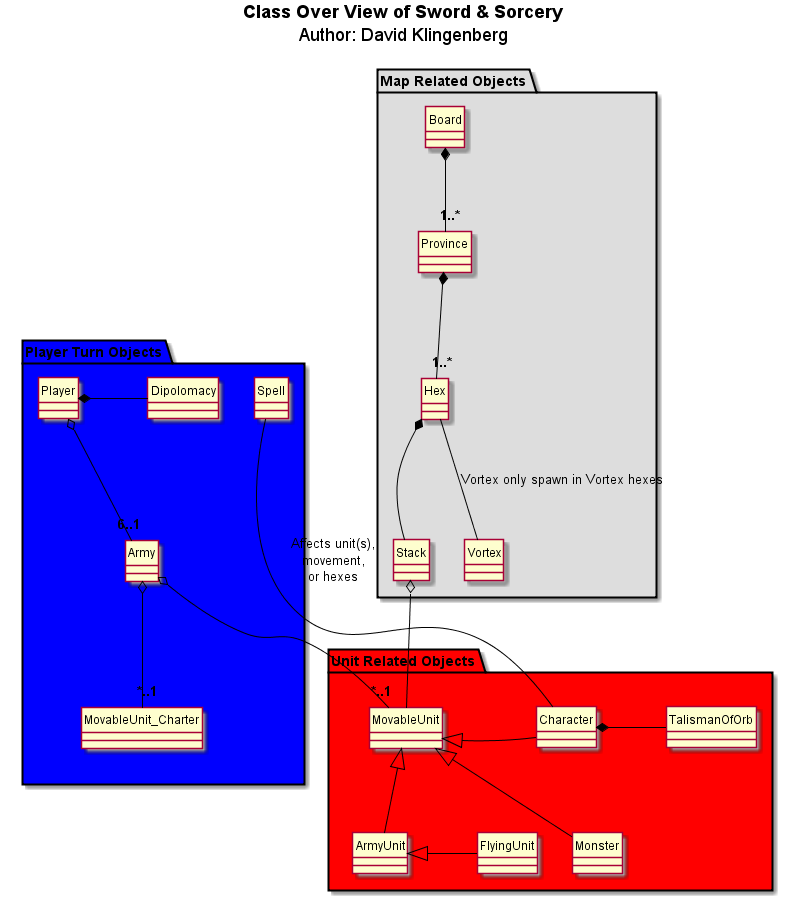 Class Over View of Sword & Sorcery
Author: David Klingenberg
Map Related Objects
Board
1..*
Province
1..*
Hex
Vortex only spawn in Vortex hexes
Stack
Vortex
Player Turn Objects
Player
Dipolomacy
Spell
6..1
Army
Affects unit(s),
movement,
or hexes
*..1
MovableUnit_Charter
Unit Related Objects
*..1
MovableUnit
Character
TalismanOfOrb
ArmyUnit
FlyingUnit
Monster